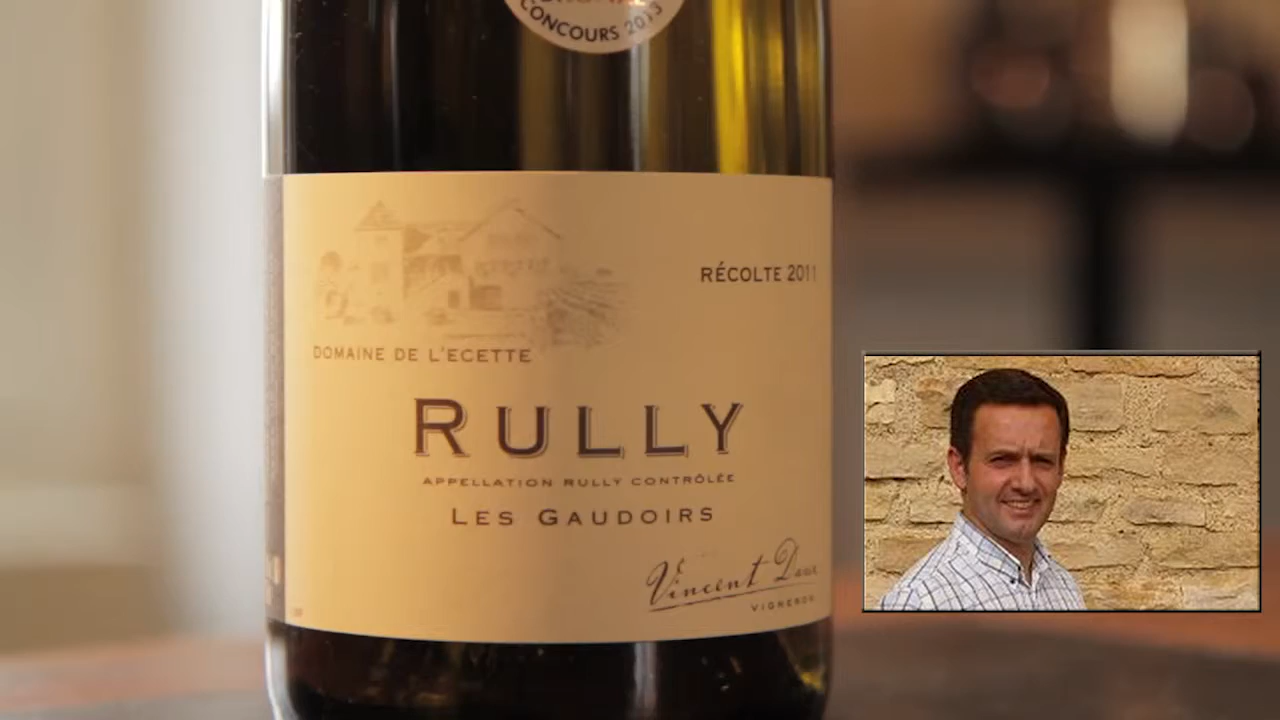 CONCOURS 2013
RÉCOLTE 2011
DOMAINE DE L'ECETTE
RULLY
APPELLATION RULLY CONTRÔLÉE
LES GAUDOIRS
Vincent
VIGNERON